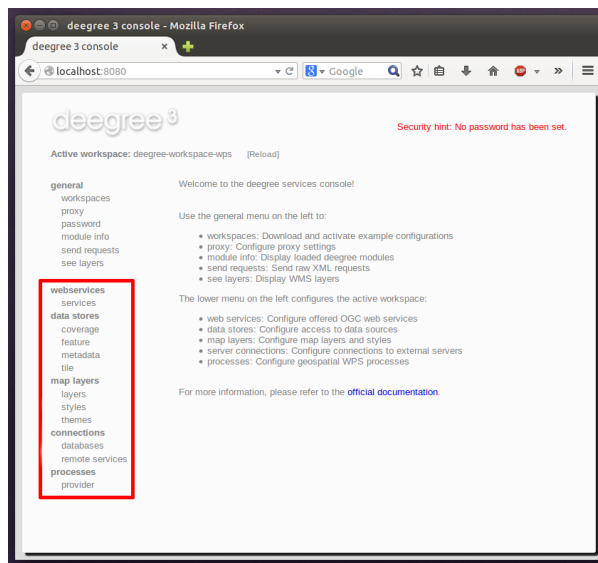 deegree 3 console - Mozilla Firefox
deegree 3 console
localhost:8080
Google
ABP
deegree 3
Security hint: No password has been set.
Active workspace: deegree-workspace-wps [Reload]
general
workspaces
proxy
password
module info
send requests
see layers
webservices
services
data stores
coverage
feature
metadata
tile
map layers
layers
styles
themes
connections
databases
remote services
processes
provider
Welcome to the deegree services console!
Use the general menu on the left to:
• workspaces: Download and activate example configurations
• proxy: Configure proxy settings
• module info: Display loaded deegree modules
• send requests: Send raw XML requests
• see layers: Display WMS layers
The lower menu on the left configures the active workspace:
• web services: Configure offered OGC web services
• data stores: Configure access to data sources
• map layers: Configure map layers and styles
• server connections: Configure connections to external servers
• processes: Configure geospatial WPS processes
For more information, please refer to the official documentation.